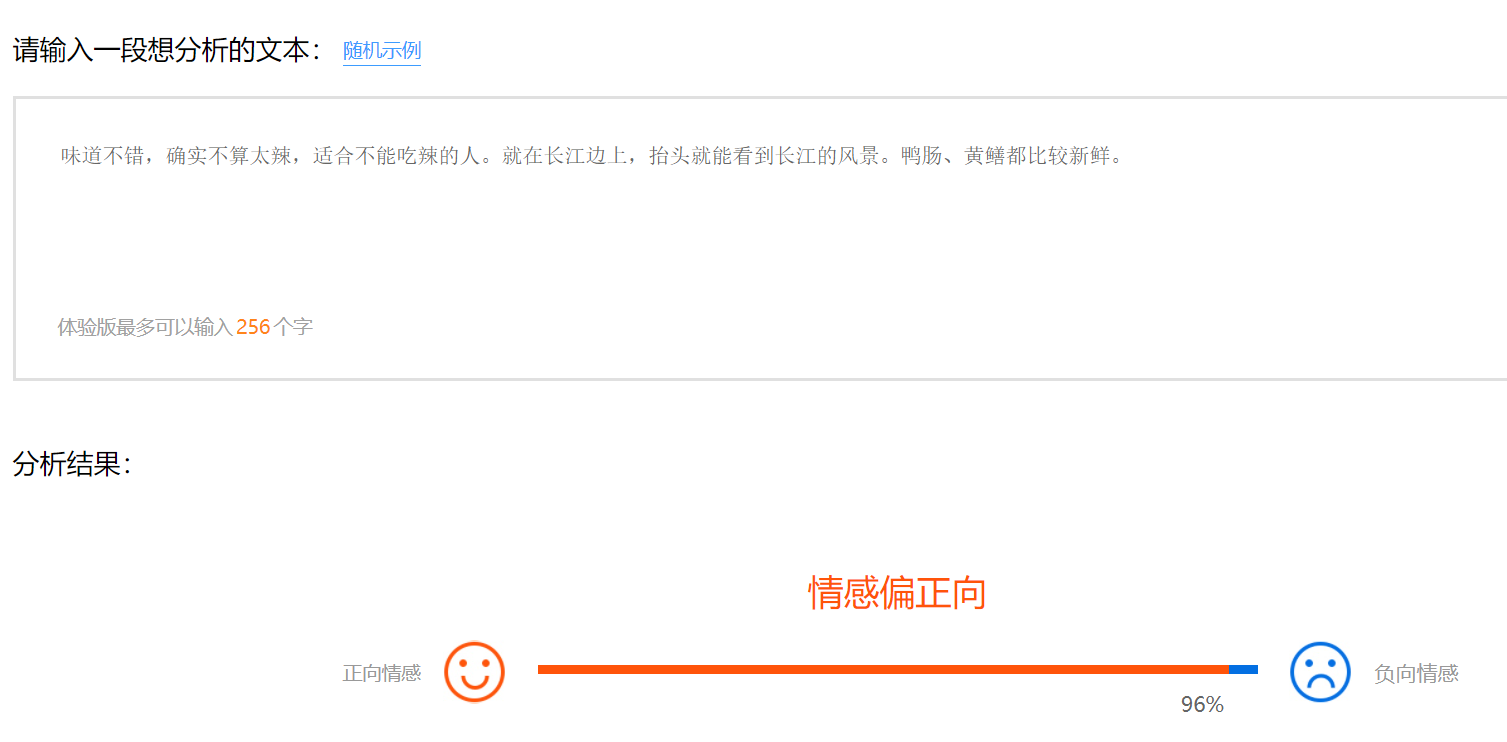 请输入一段想分析的文本： 随机示例
味道不错，确实不算太辣，适合不能吃辣的人。就在长江边上，抬头就能看到长江的风景。鸭肠、黄鳝都比较新鲜。
体验版最多可以输入256个字
分析结果：
情感偏正向
正向情感 负向情感
96%